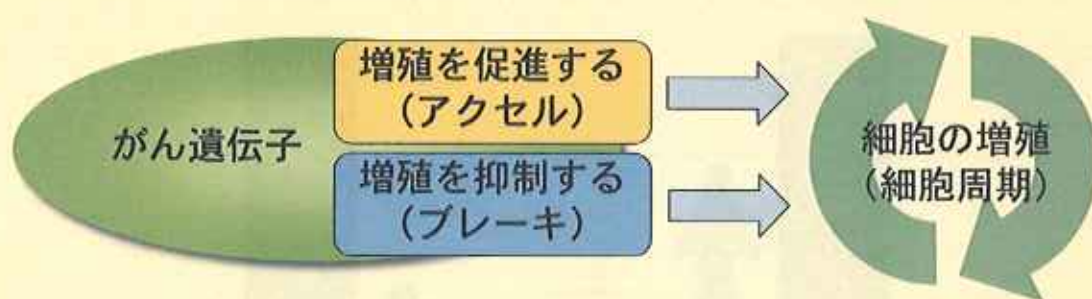 がん遺伝子
増殖を促進する
(アクセル)
増殖を抑制する
(ブレーキ)
細胞の増殖
(細胞周期)